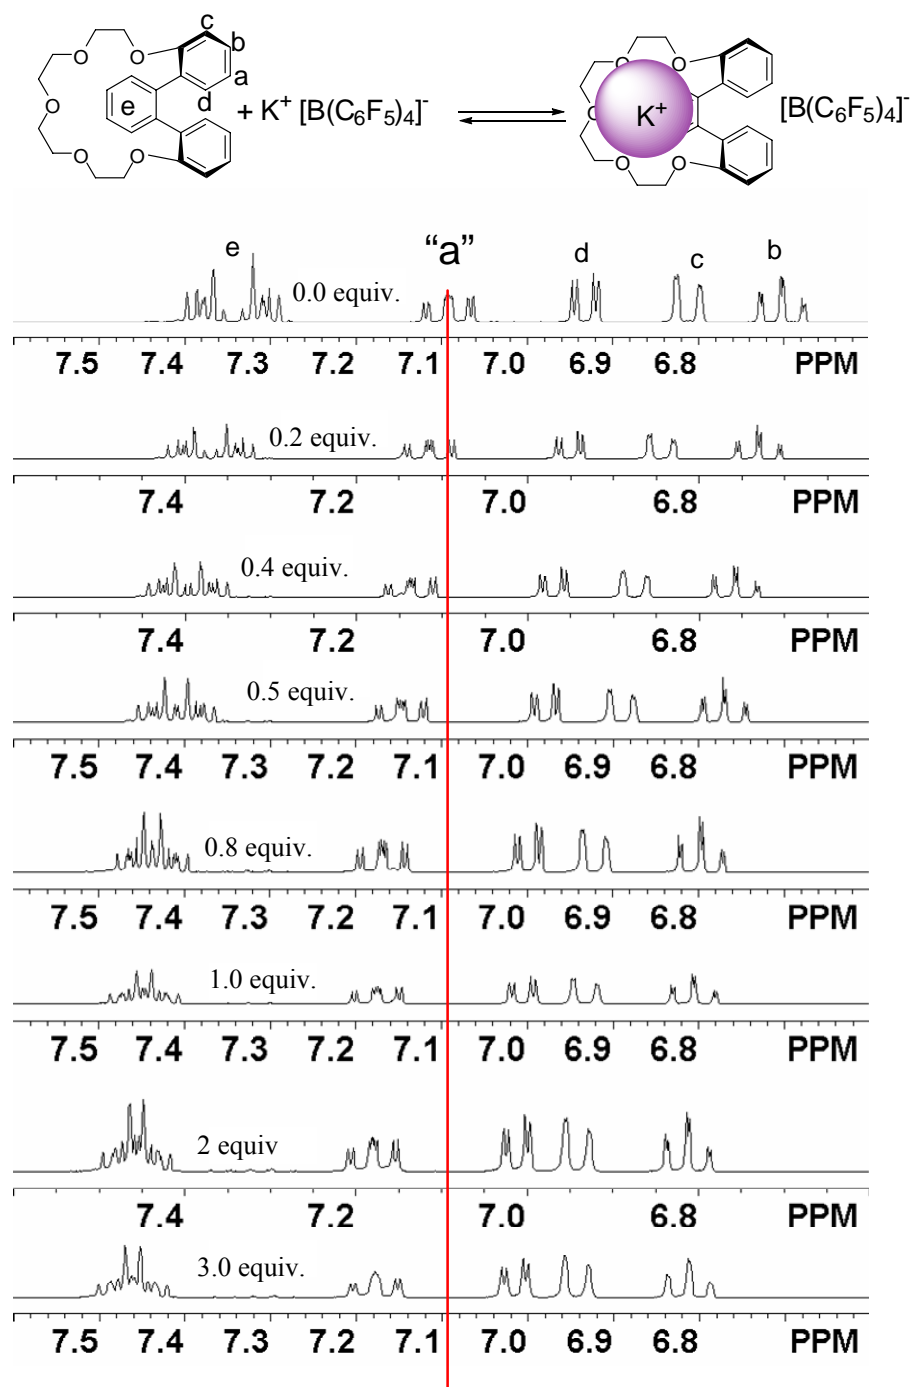 c
O O b
O a
O e d + K⁺ [B(C₆F₅)₄]⁻ K⁺ [B(C₆F₅)₄]⁻
O O
e "a" d c b
0.0 equiv.
7.5 7.4 7.3 7.2 7.1 7.0 6.9 6.8 PPM
0.2 equiv.
7.4 7.2 7.0 6.8 PPM
0.4 equiv.
7.4 7.2 7.0 6.8 PPM
0.5 equiv.
7.5 7.4 7.3 7.2 7.1 7.0 6.9 6.8 PPM
0.8 equiv.
7.5 7.4 7.3 7.2 7.1 7.0 6.9 6.8 PPM
1.0 equiv.
7.5 7.4 7.3 7.2 7.1 7.0 6.9 6.8 PPM
2 equiv
7.4 7.2 7.0 6.8 PPM
3.0 equiv.
7.5 7.4 7.3 7.2 7.1 7.0 6.9 6.8 PPM